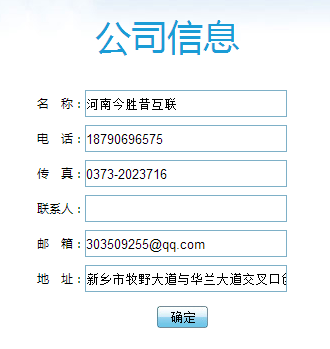 公司信息
名 称：河南今胜昔互联
电 话：18790696575
传 真：0373-2023716
联系人：
邮 箱：303509255@qq.com
地 址：新乡市牧野大道与华兰大道交叉口
确定